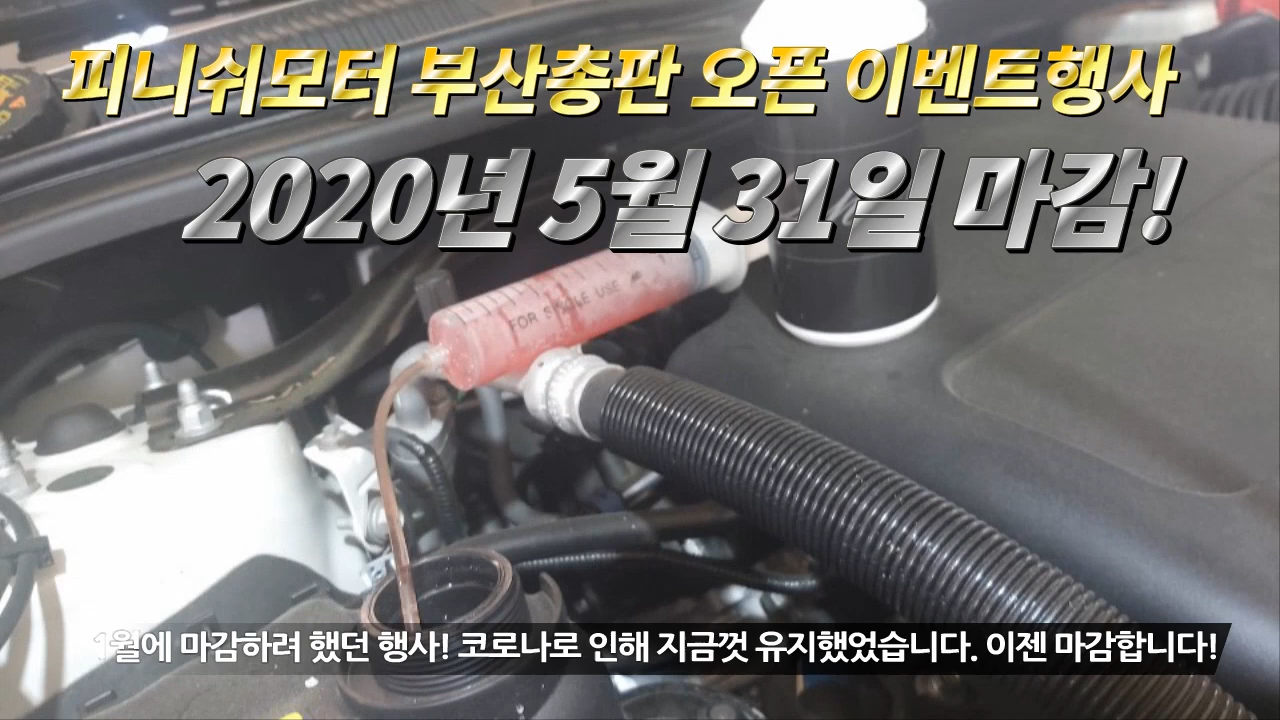 피니쉬모터 부산총판 오픈 이벤트행사
2020년 5월 31일 마감!
FOR SINGLE USE
1월에 마감하려 했던 행사! 코로나로 인해 지금껏 유지했었습니다. 이젠 마감합니다!